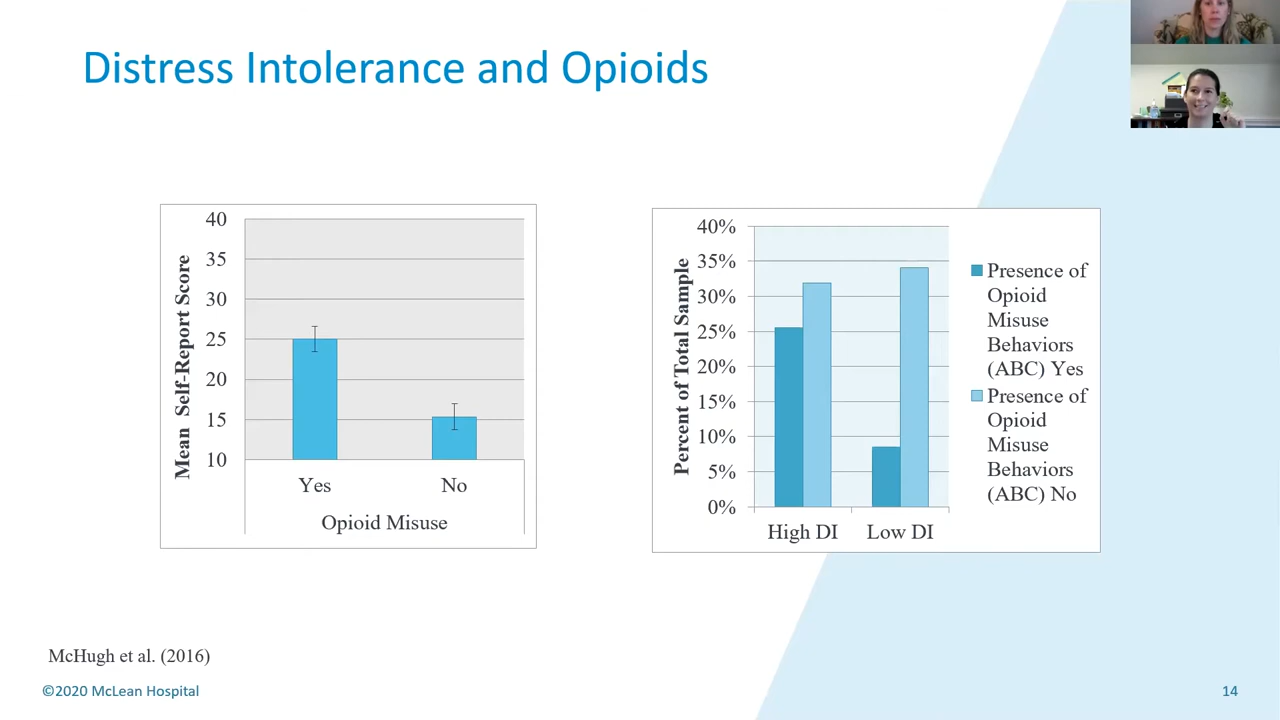 Distress Intolerance and Opioids
Mean Self-Report Score
40
35
30
25
20
15
10
Yes
No
Opioid Misuse
Percent of Total Sample
40%
35%
30%
25%
20%
15%
10%
5%
0%
High DI
Low DI
Presence of
Opioid
Misuse
Behaviors
(ABC) Yes
Presence of
Opioid
Misuse
Behaviors
(ABC) No
McHugh et al. (2016)
©2020 McLean Hospital
14